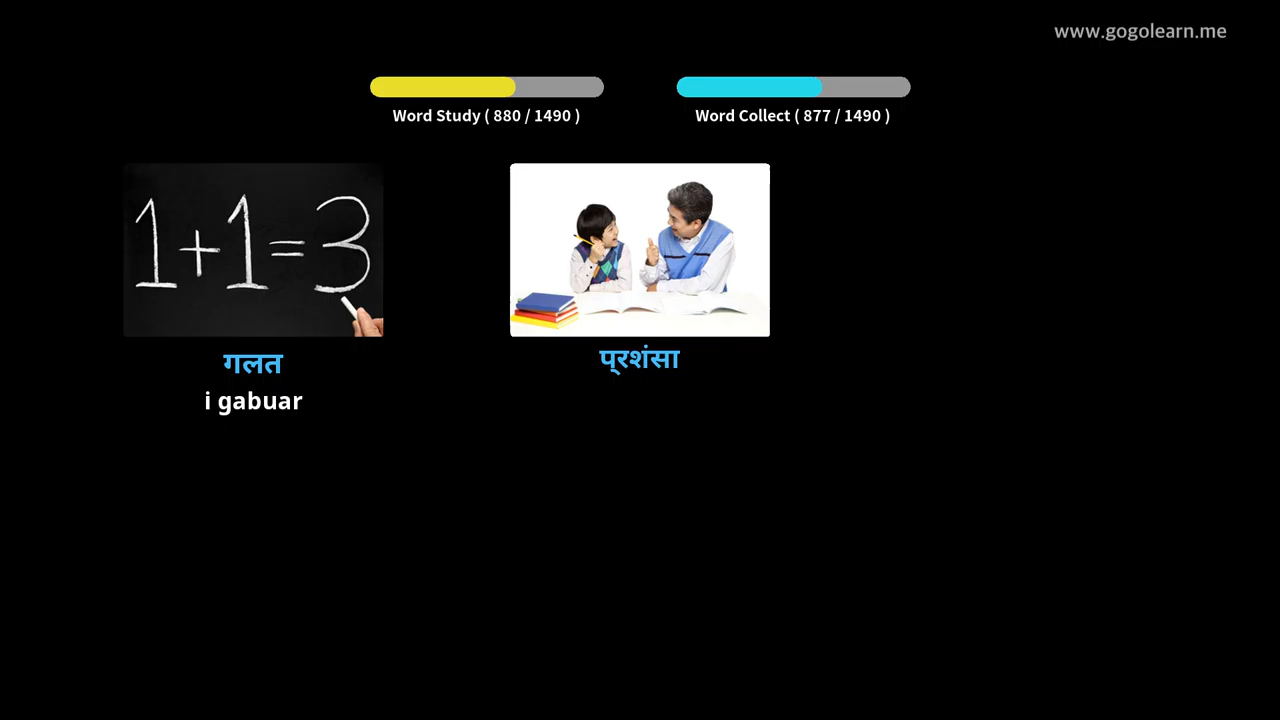 www.gogolearn.me
Word Study ( 880 / 1490 )
Word Collect ( 877 / 1490 )
1+1=3
गलत
i gabuar
प्रशंसा